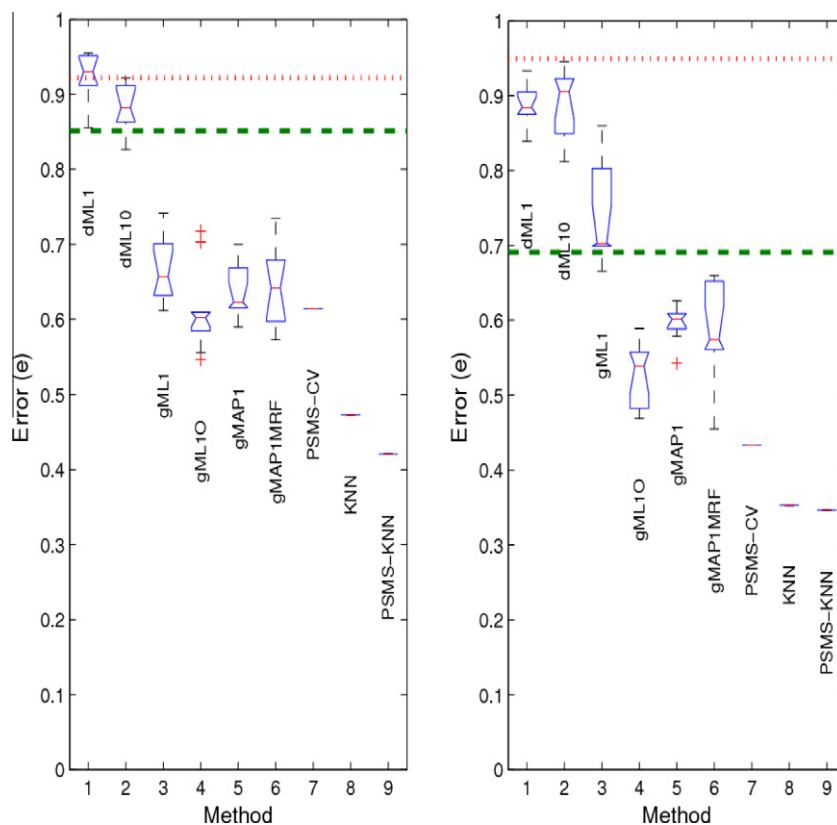 1
0.9
0.8
0.7
0.6
0.5
0.4
0.3
0.2
0.1
0
Error (e)
dML1
dML10
gML1
gML1O
gMAP1
gMAP1MRF
PSMS-CV
KNN
PSMS-KNN
1 2 3 4 5 6 7 8 9
Method
1
0.9
0.8
0.7
0.6
0.5
0.4
0.3
0.2
0.1
0
Error (e)
dML1
dML10
gML1
gML1O
gMAP1
gMAP1MRF
PSMS-CV
KNN
PSMS-KNN
1 2 3 4 5 6 7 8 9
Method